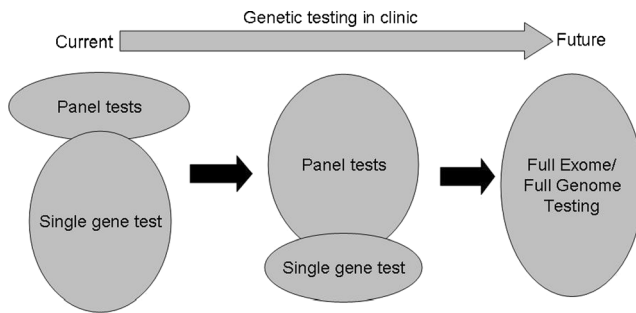 Genetic testing in clinic
Current
Future
Panel tests
Single gene test
Panel tests
Single gene test
Full Exome/
Full Genome
Testing